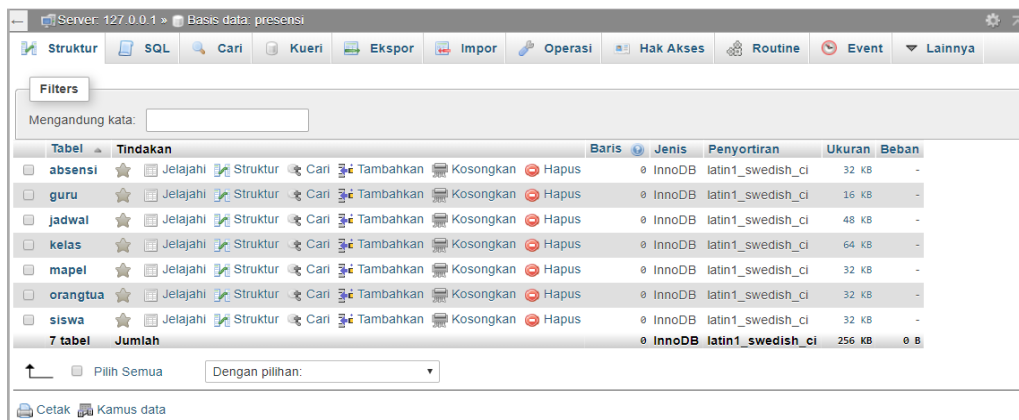 Server: 127.0.0.1 » Basis data: presensi
Struktur SQL Cari Kueri Ekspor Impor Operasi Hak Akses Routine Event Lainnya
Filters
Mengandung kata:
Tabel Tindakan Baris Jenis Penyortiran Ukuran Beban
absensi Jelajahi Struktur Cari Tambahkan Kosongkan Hapus 0 InnoDB latin1_swedish_ci 32 KB -
guru Jelajahi Struktur Cari Tambahkan Kosongkan Hapus 0 InnoDB latin1_swedish_ci 16 KB -
jadwal Jelajahi Struktur Cari Tambahkan Kosongkan Hapus 0 InnoDB latin1_swedish_ci 48 KB -
kelas Jelajahi Struktur Cari Tambahkan Kosongkan Hapus 0 InnoDB latin1_swedish_ci 64 KB -
mapel Jelajahi Struktur Cari Tambahkan Kosongkan Hapus 0 InnoDB latin1_swedish_ci 32 KB -
orangtua Jelajahi Struktur Cari Tambahkan Kosongkan Hapus 0 InnoDB latin1_swedish_ci 32 KB -
siswa Jelajahi Struktur Cari Tambahkan Kosongkan Hapus 0 InnoDB latin1_swedish_ci 32 KB -
7 tabel Jumlah 0 InnoDB latin1_swedish_ci 256 KB 0 B
Pilih Semua Dengan pilihan:
Cetak Kamus data